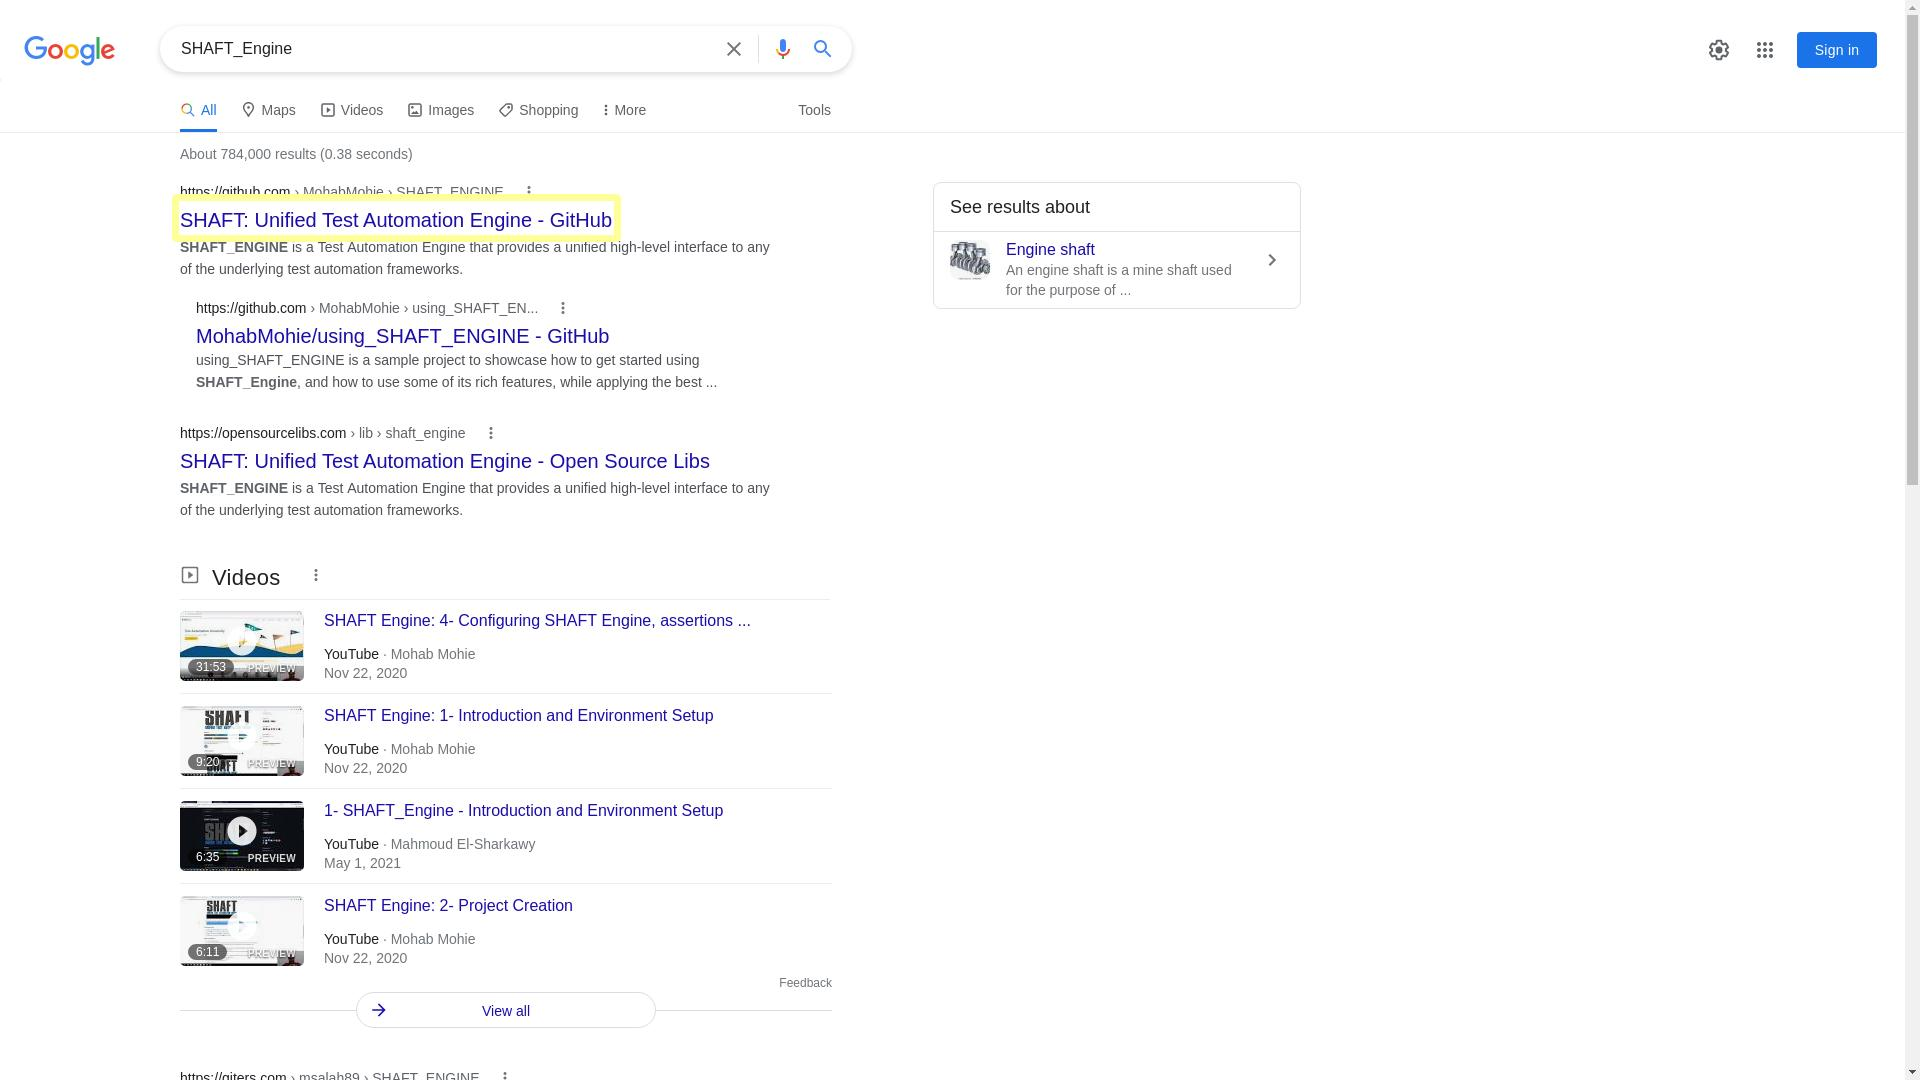 Google
SHAFT_Engine
Sign in
All
Maps
Videos
Images
Shopping
More
Tools
About 784,000 results (0.38 seconds)
https://github.com › MohabMohie › SHAFT_ENGINE
SHAFT: Unified Test Automation Engine - GitHub
SHAFT_ENGINE is a Test Automation Engine that provides a unified high-level interface to any
of the underlying test automation frameworks.
https://github.com › MohabMohie › using_SHAFT_EN...
MohabMohie/using_SHAFT_ENGINE - GitHub
using_SHAFT_ENGINE is a sample project to showcase how to get started using
SHAFT_Engine, and how to use some of its rich features, while applying the best ...
https://opensourcelibs.com › lib › shaft_engine
SHAFT: Unified Test Automation Engine - Open Source Libs
SHAFT_ENGINE is a Test Automation Engine that provides a unified high-level interface to any
of the underlying test automation frameworks.
Videos
SHAFT Engine: 4- Configuring SHAFT Engine, assertions ...
YouTube · Mohab Mohie
Nov 22, 2020
31:53
PREVIEW
SHAFT Engine: 1- Introduction and Environment Setup
YouTube · Mohab Mohie
Nov 22, 2020
SHAFT
9:20
PREVIEW
1- SHAFT_Engine - Introduction and Environment Setup
YouTube · Mahmoud El-Sharkawy
May 1, 2021
6:35
PREVIEW
SHAFT Engine: 2- Project Creation
YouTube · Mohab Mohie
Nov 22, 2020
SHAFT
6:11
PREVIEW
Feedback
View all
https://giters.com › msalah89 › SHAFT_ENGINE
See results about
Engine shaft
An engine shaft is a mine shaft used
for the purpose of ...